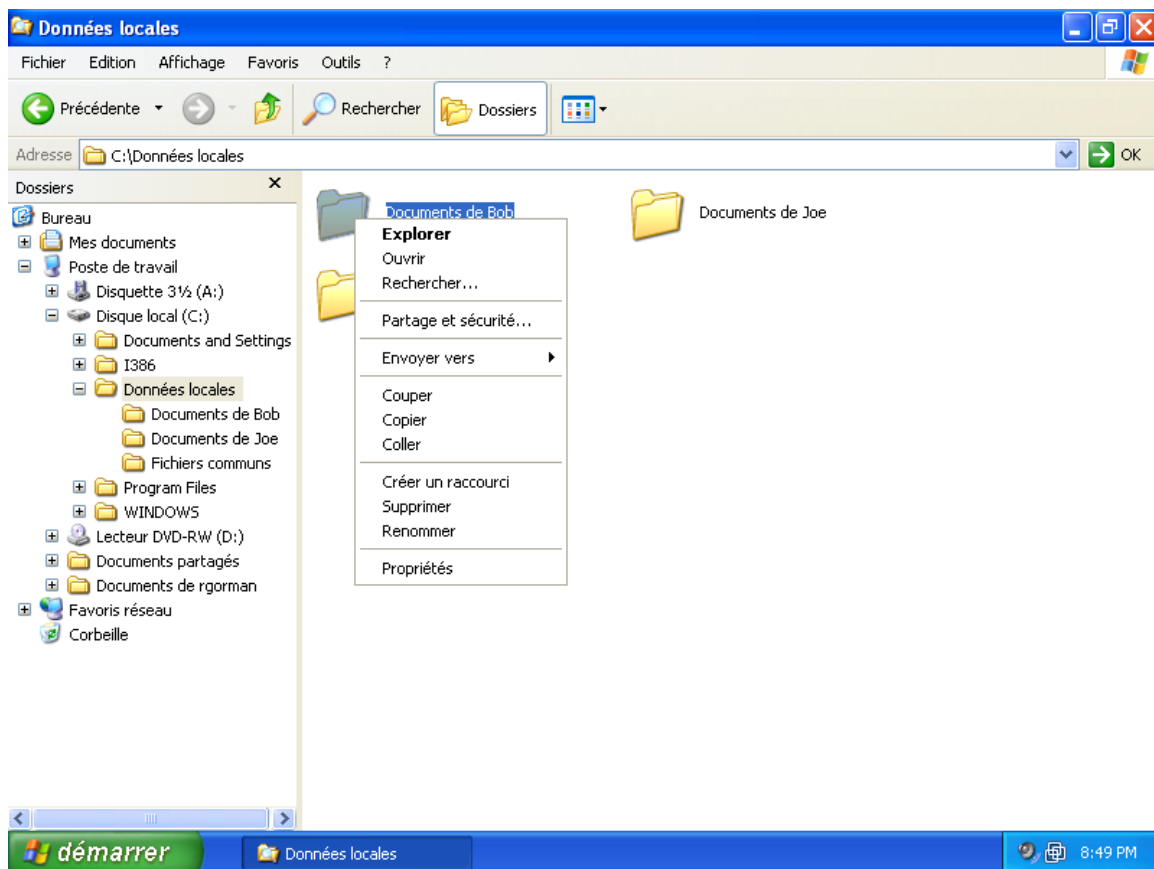 Données locales
Fichier Edition Affichage Favoris Outils ?
Précédente Rechercher Dossiers
Adresse C:\Données locales OK
Dossiers
Bureau
Mes documents
Poste de travail
Disquette 3½ (A:)
Disque local (C:)
Documents and Settings
I386
Données locales
Documents de Bob
Documents de Joe
Fichiers communs
Program Files
WINDOWS
Lecteur DVD-RW (D:)
Documents partagés
Documents de rgorman
Favoris réseau
Corbeille
Documents de Bob
Documents de Joe
Explorer
Ouvrir
Rechercher...
Partage et sécurité...
Envoyer vers
Couper
Copier
Coller
Créer un raccourci
Supprimer
Renommer
Propriétés
démarrer
Données locales
8:49 PM